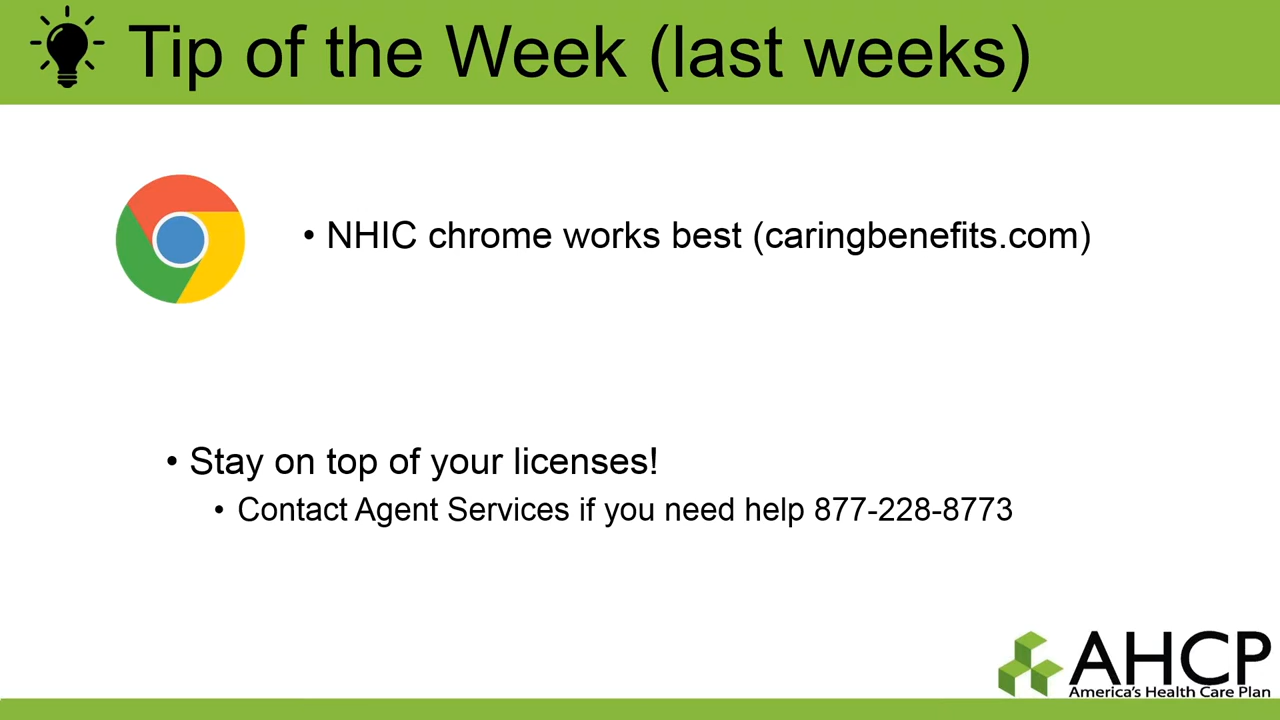 Tip of the Week (last weeks)
• NHIC chrome works best (caringbenefits.com)
• Stay on top of your licenses!
• Contact Agent Services if you need help 877-228-8773
AHCP
America's Health Care Plan